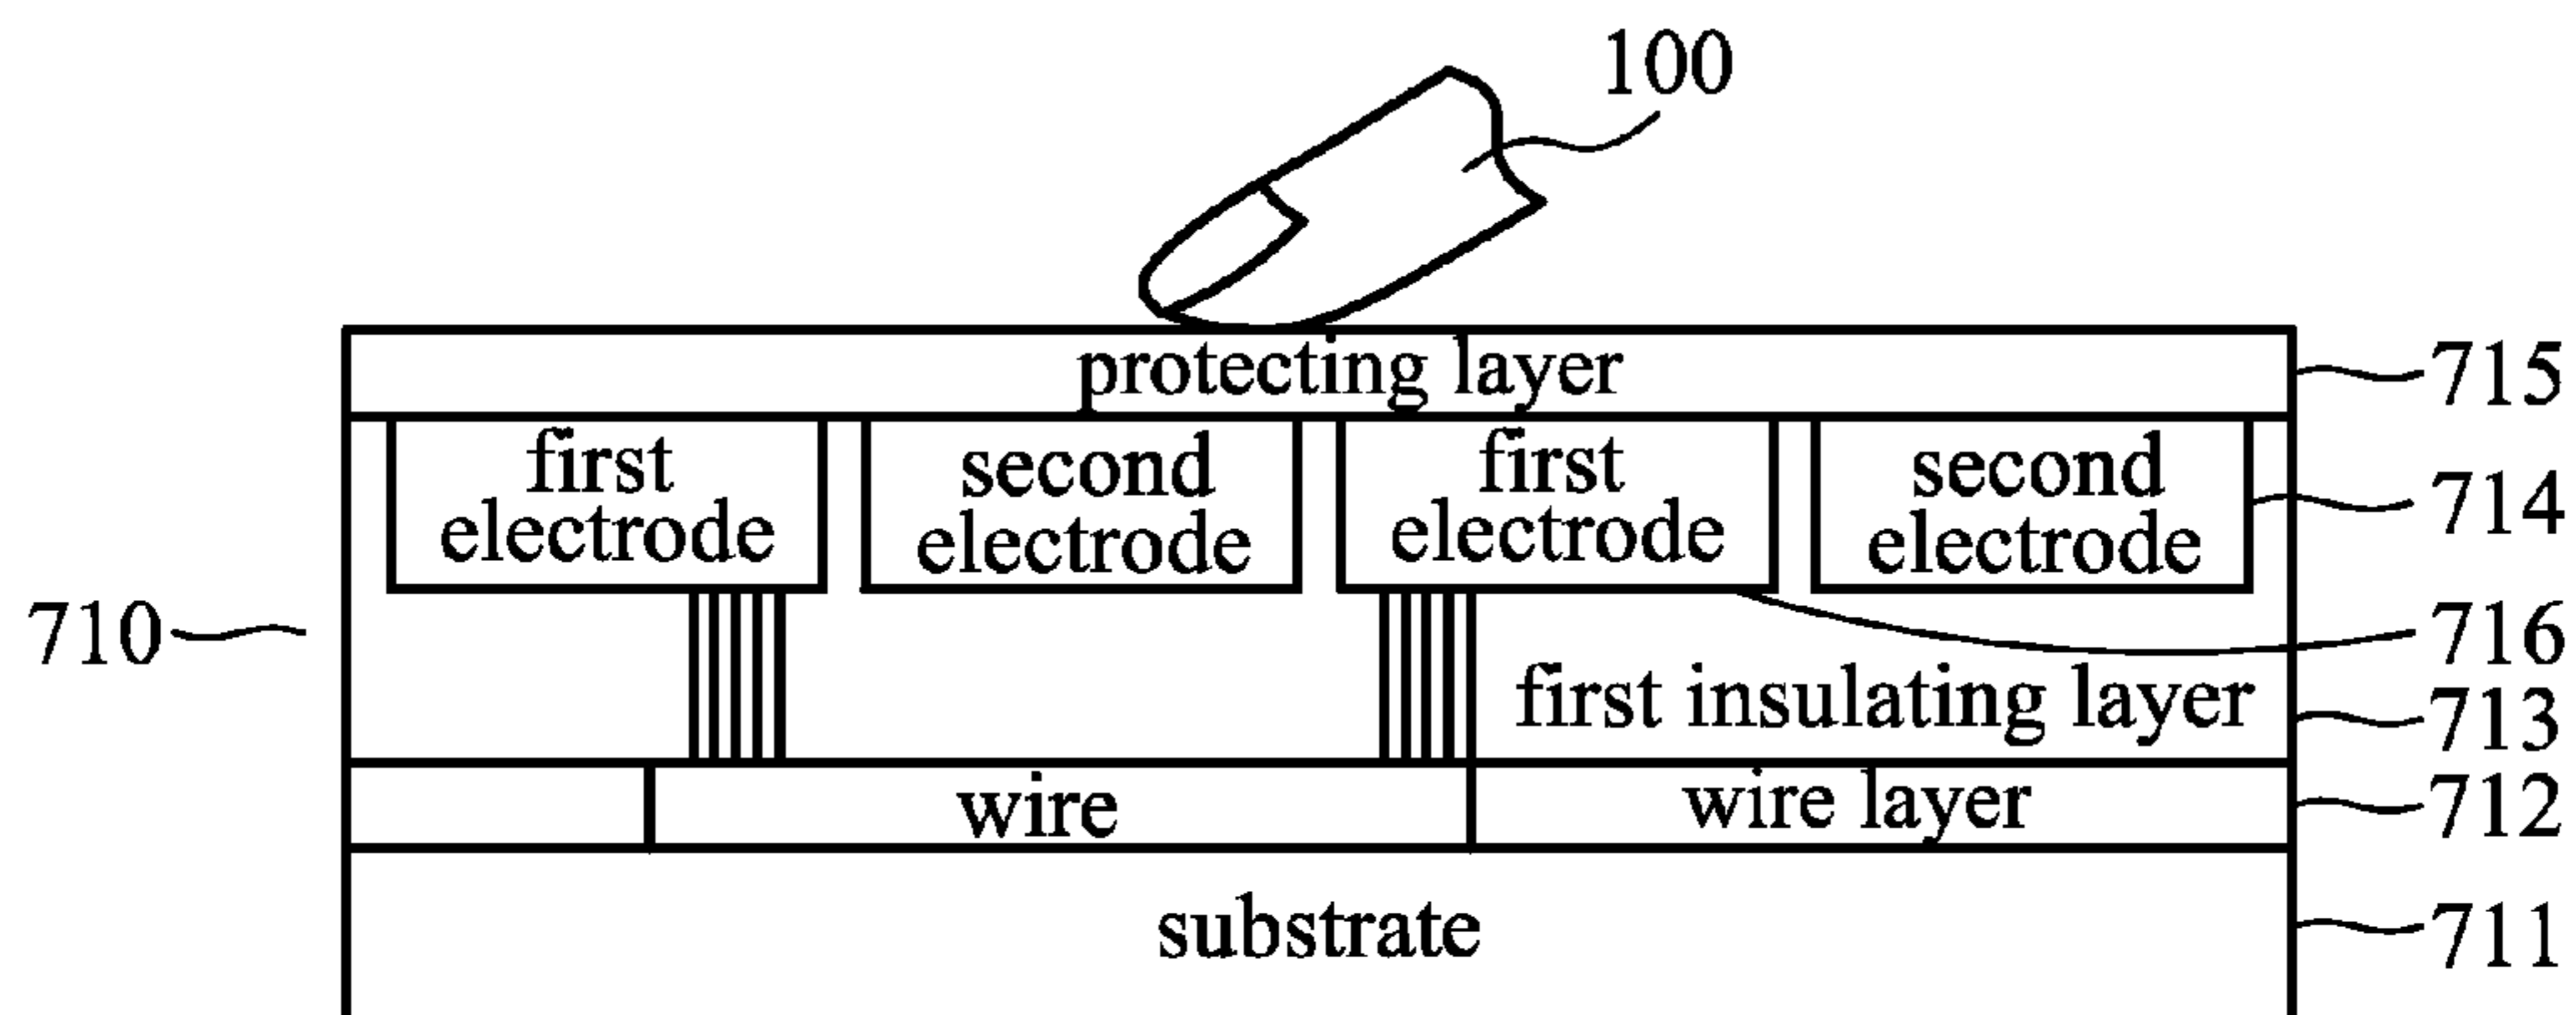 100
protecting layer
715
first
electrode
second
electrode
first
electrode
second
electrode
714
710
716
first insulating layer
713
wire
wire layer
712
substrate
711